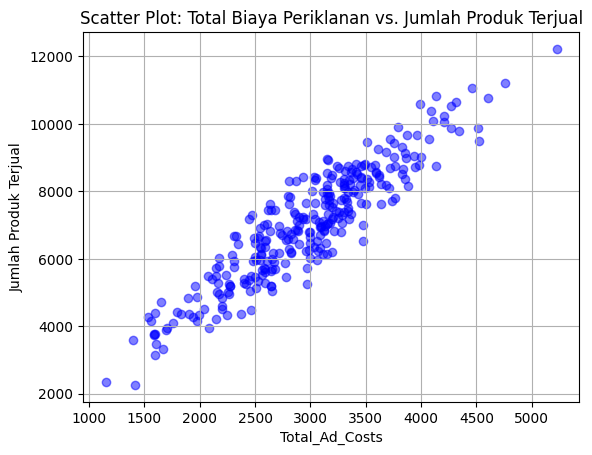 Scatter Plot: Total Biaya Periklanan vs. Jumlah Produk Terjual
12000
10000
8000
6000
4000
2000
Jumlah Produk Terjual
1000 1500 2000 2500 3000 3500 4000 4500 5000
Total_Ad_Costs